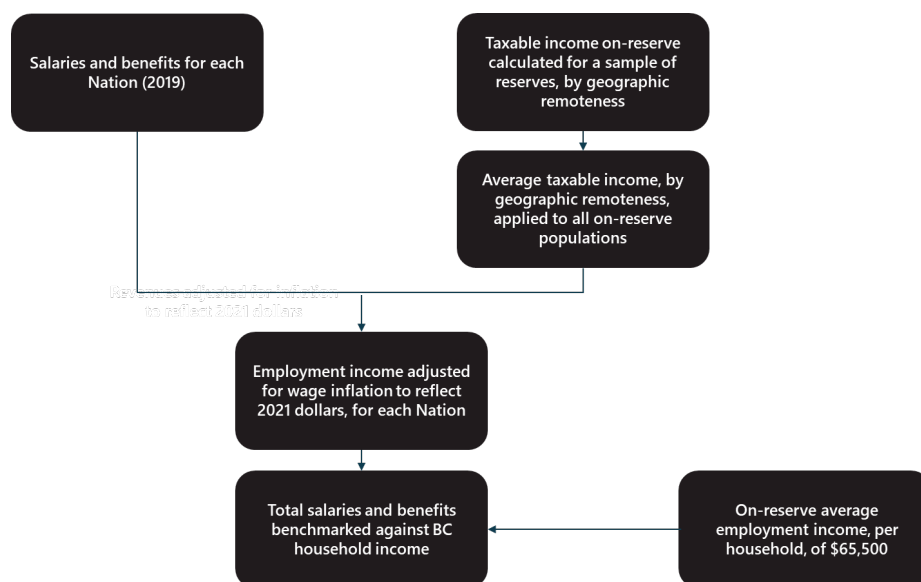 Salaries and benefits for each
Nation (2019)
Taxable income on-reserve
calculated for a sample of
reserves, by geographic
remoteness
Average taxable income, by
geographic remoteness,
applied to all on-reserve
populations
Revenues adjusted for inflation
to reflect 2021 dollars
Employment income adjusted
for wage inflation to reflect
2021 dollars, for each Nation
Total salaries and benefits
benchmarked against BC
household income
On-reserve average
employment income, per
household, of $65,500